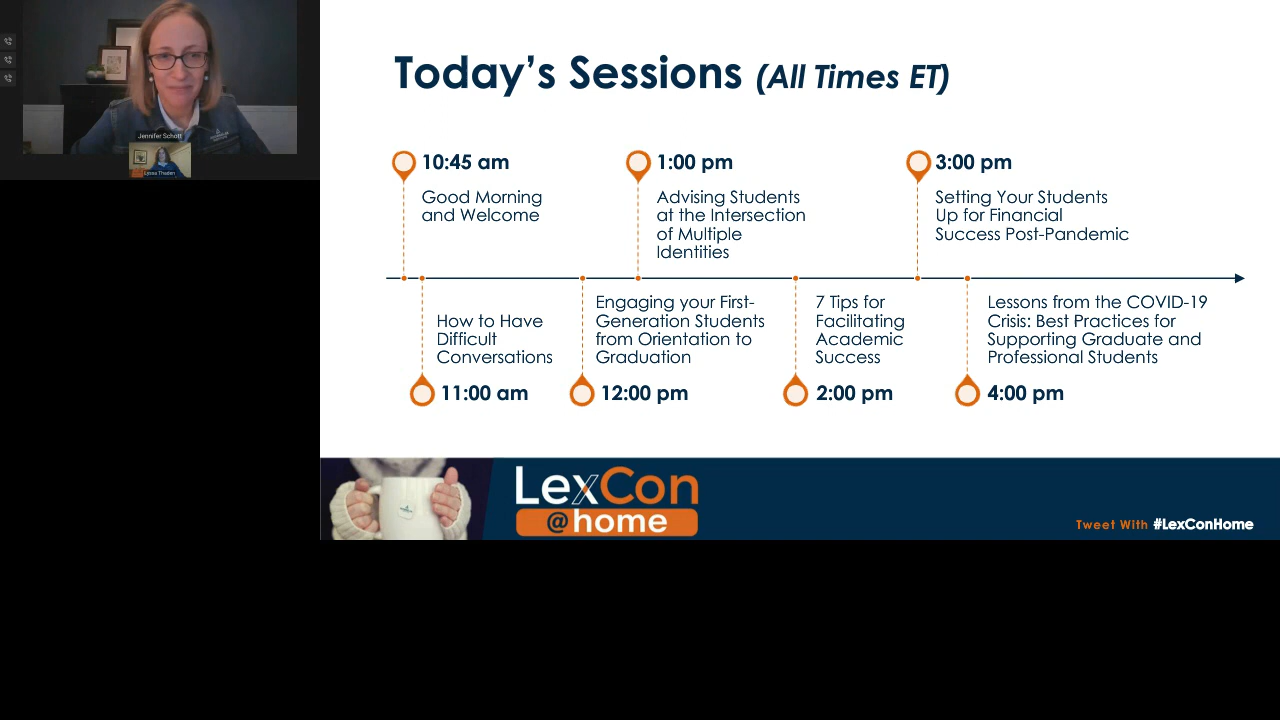 Jennifer Schott
Lyssa Thaden
Today's Sessions (All Times ET)
10:45 am
Good Morning
and Welcome
1:00 pm
Advising Students
at the Intersection
of Multiple
Identities
3:00 pm
Setting Your Students
Up for Financial
Success Post-Pandemic
How to Have
Difficult
Conversations
11:00 am
Engaging your First-
Generation Students
from Orientation to
Graduation
12:00 pm
7 Tips for
Facilitating
Academic
Success
2:00 pm
Lessons from the COVID-19
Crisis: Best Practices for
Supporting Graduate and
Professional Students
4:00 pm
LexCon
@home
Tweet With #LexConHome